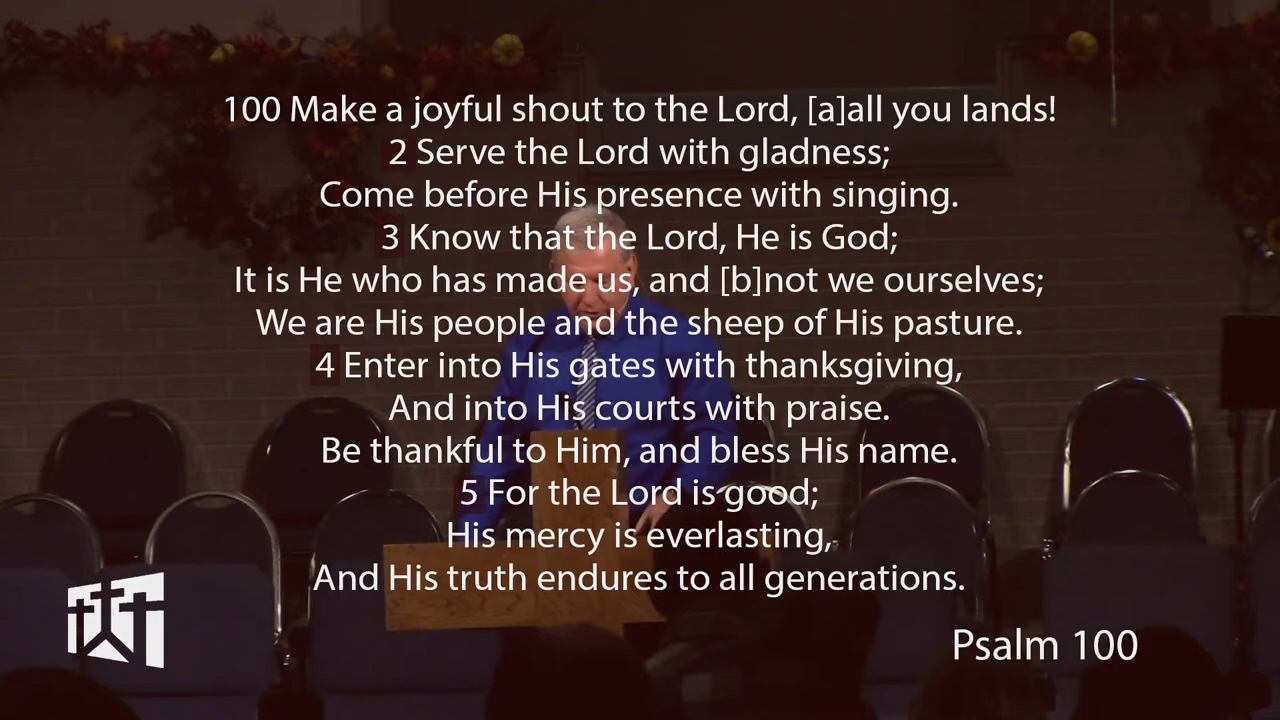 100 Make a joyful shout to the Lord, [a]all you lands!
2 Serve the Lord with gladness;
Come before His presence with singing.
3 Know that the Lord, He is God;
It is He who has made us, and [b]not we ourselves;
We are His people and the sheep of His pasture.
4 Enter into His gates with thanksgiving,
And into His courts with praise.
Be thankful to Him, and bless His name.
5 For the Lord is good;
His mercy is everlasting,
And His truth endures to all generations.
Psalm 100